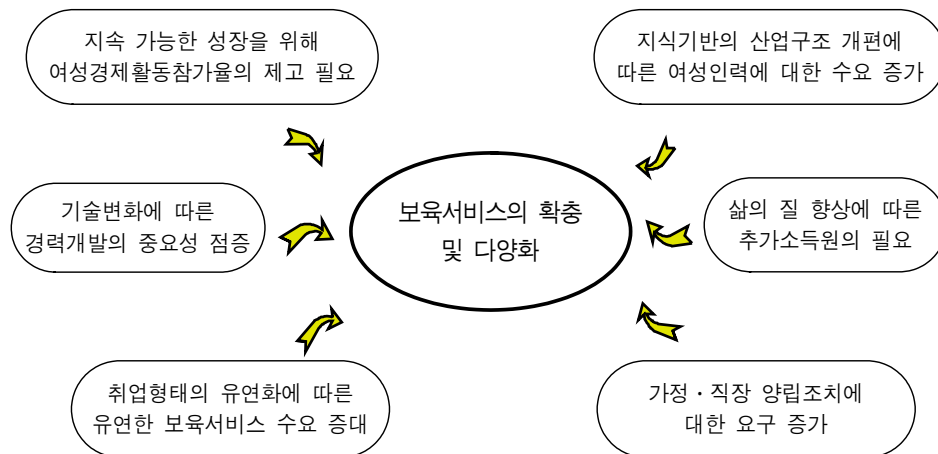 지속 가능한 성장을 위해
여성경제활동참가율의 제고 필요
지식기반의 산업구조 개편에
따른 여성인력에 대한 수요 증가
기술변화에 따른
경력개발의 중요성 점증
보육서비스의 확충
및 다양화
삶의 질 향상에 따른
추가소득원의 필요
취업형태의 유연화에 따른
유연한 보육서비스 수요 증대
가정·직장 양립조치에
대한 요구 증가